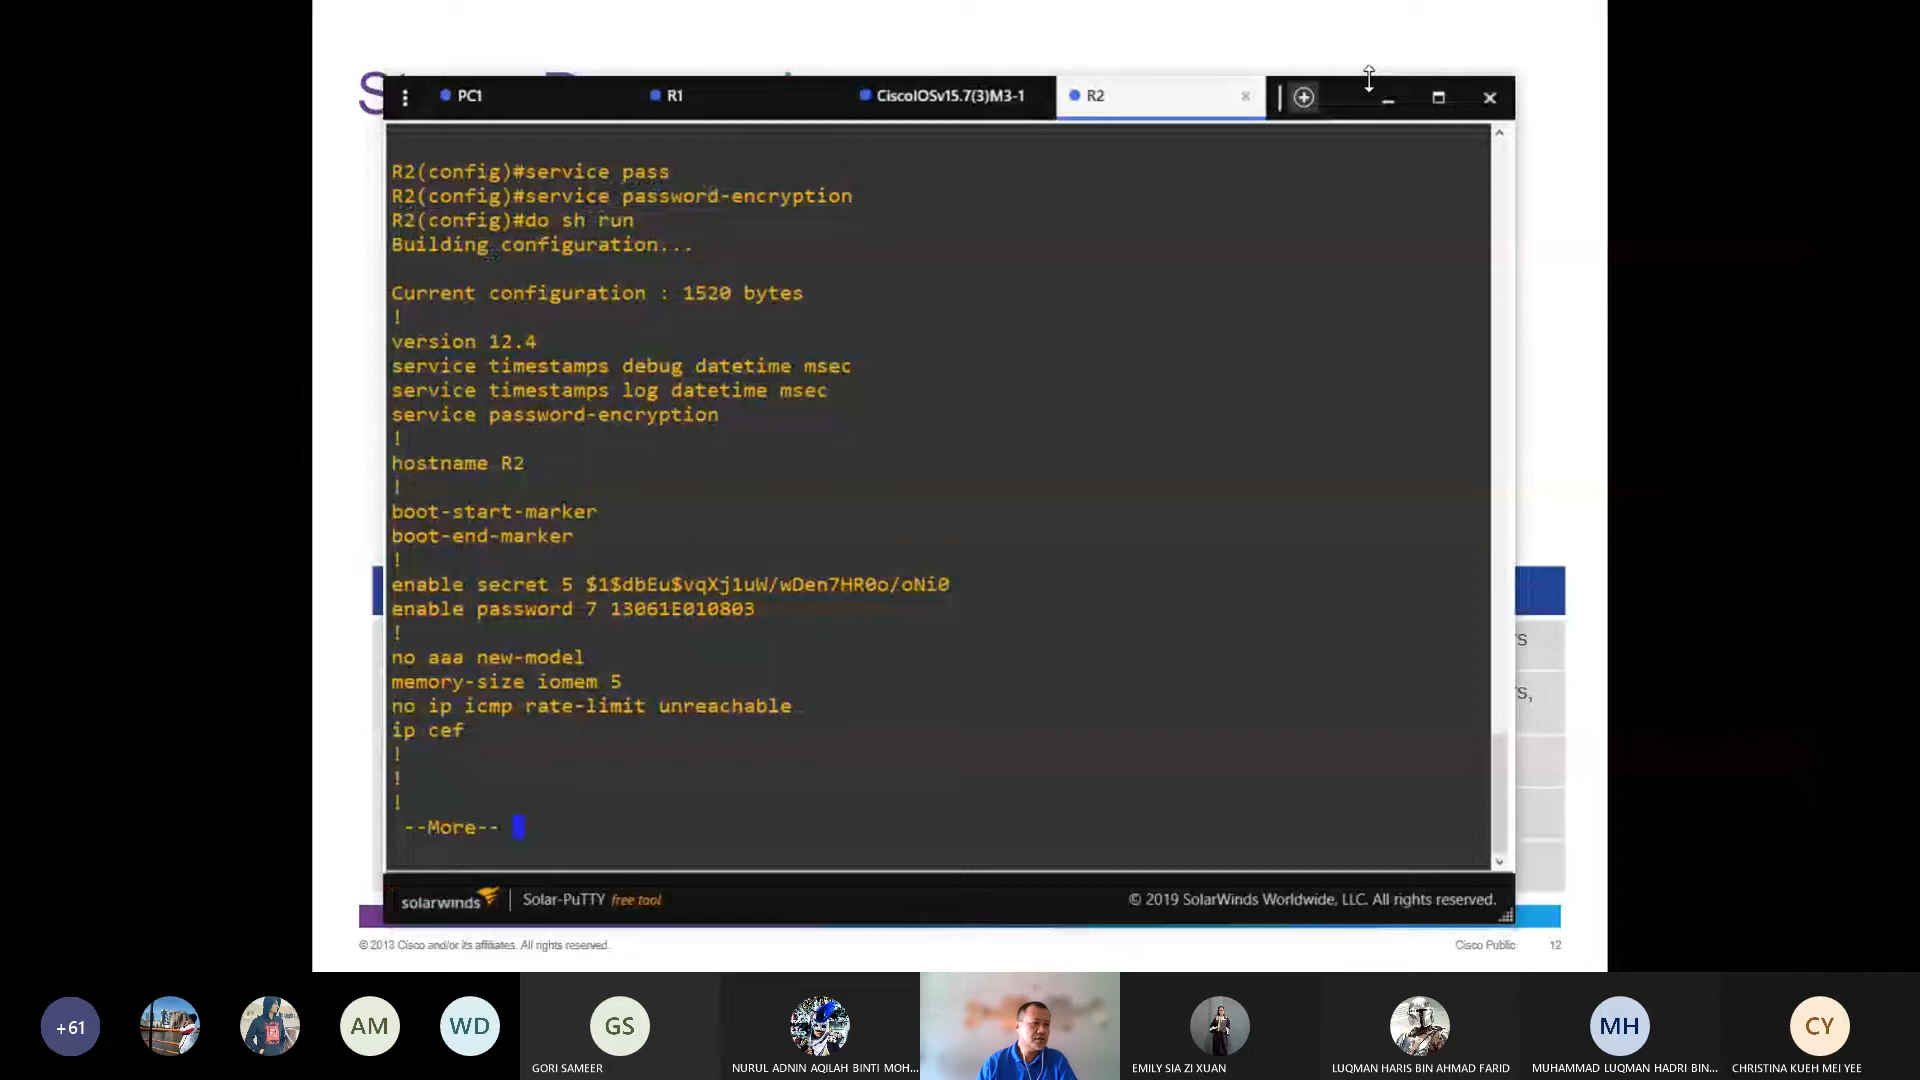 PC1
R1
CiscoIOSv15.7(3)M3-1
R2
R2(config)#service pass
R2(config)#service password-encryption
R2(config)#do sh run
Building configuration...
Current configuration : 1520 bytes
!
version 12.4
service timestamps debug datetime msec
service timestamps log datetime msec
service password-encryption
!
hostname R2
!
boot-start-marker
boot-end-marker
!
enable secret 5 $1$dbEu$vqXj1uW/wDen7HR0o/oNi0
enable password 7 13061E010803
!
no aaa new-model
memory-size iomem 5
no ip icmp rate-limit unreachable
ip cef
!
!
!
--More--
solarwinds
Solar-PuTTY free tool
© 2019 SolarWinds Worldwide, LLC. All rights reserved.
© 2013 Cisco and/or its affiliates. All rights reserved.
Cisco Public
12
+61
AM
WD
GS
MH
CY
GORI SAMEER
NURUL ADNIN AQILAH BINTI MOH...
EMILY SIA ZI XUAN
LUQMAN HARIS BIN AHMAD FARID
MUHAMMAD LUQMAN HADRI BIN...
CHRISTINA KUEH MEI YEE